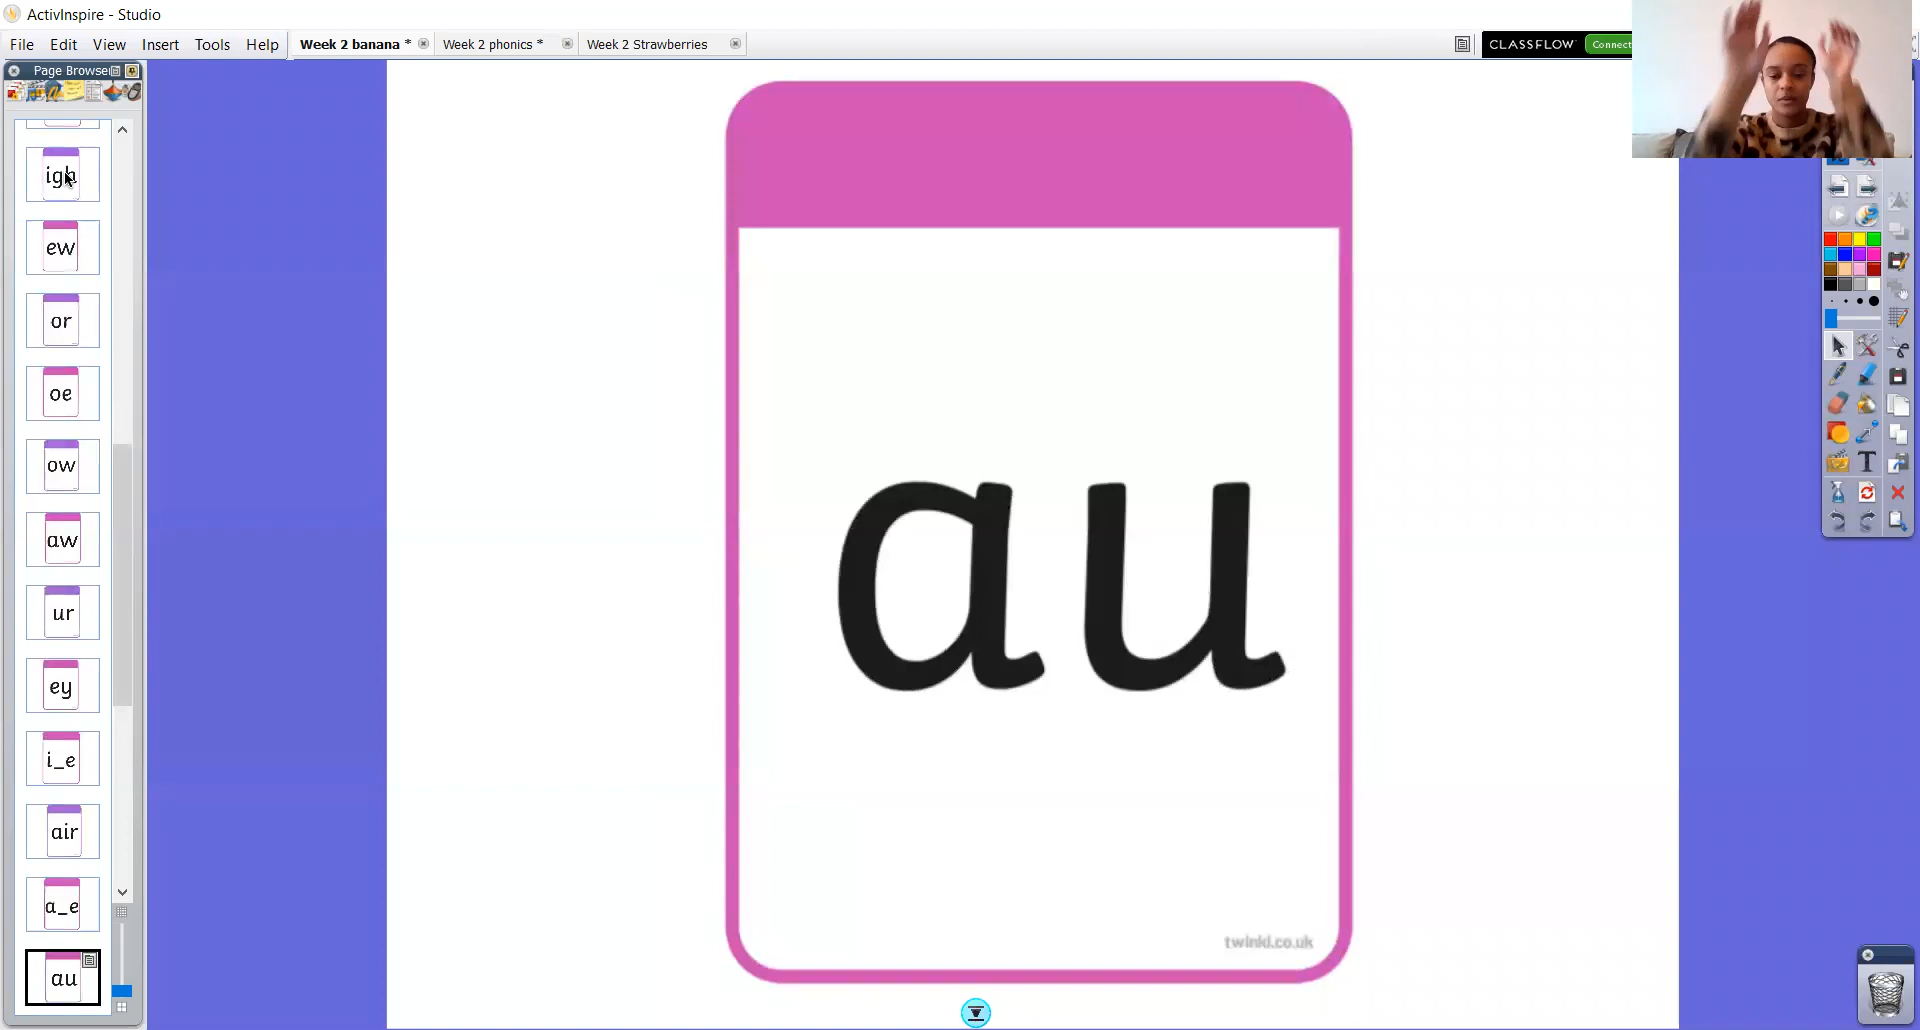 ActivInspire - Studio
File Edit View Insert Tools Help
Week 2 banana *
Week 2 phonics *
Week 2 Strawberries
CLASSFLOW
Connect
Page Browser
igh
ew
or
oe
ow
aw
ur
ey
i_e
air
a_e
au
au
twinkl.co.uk